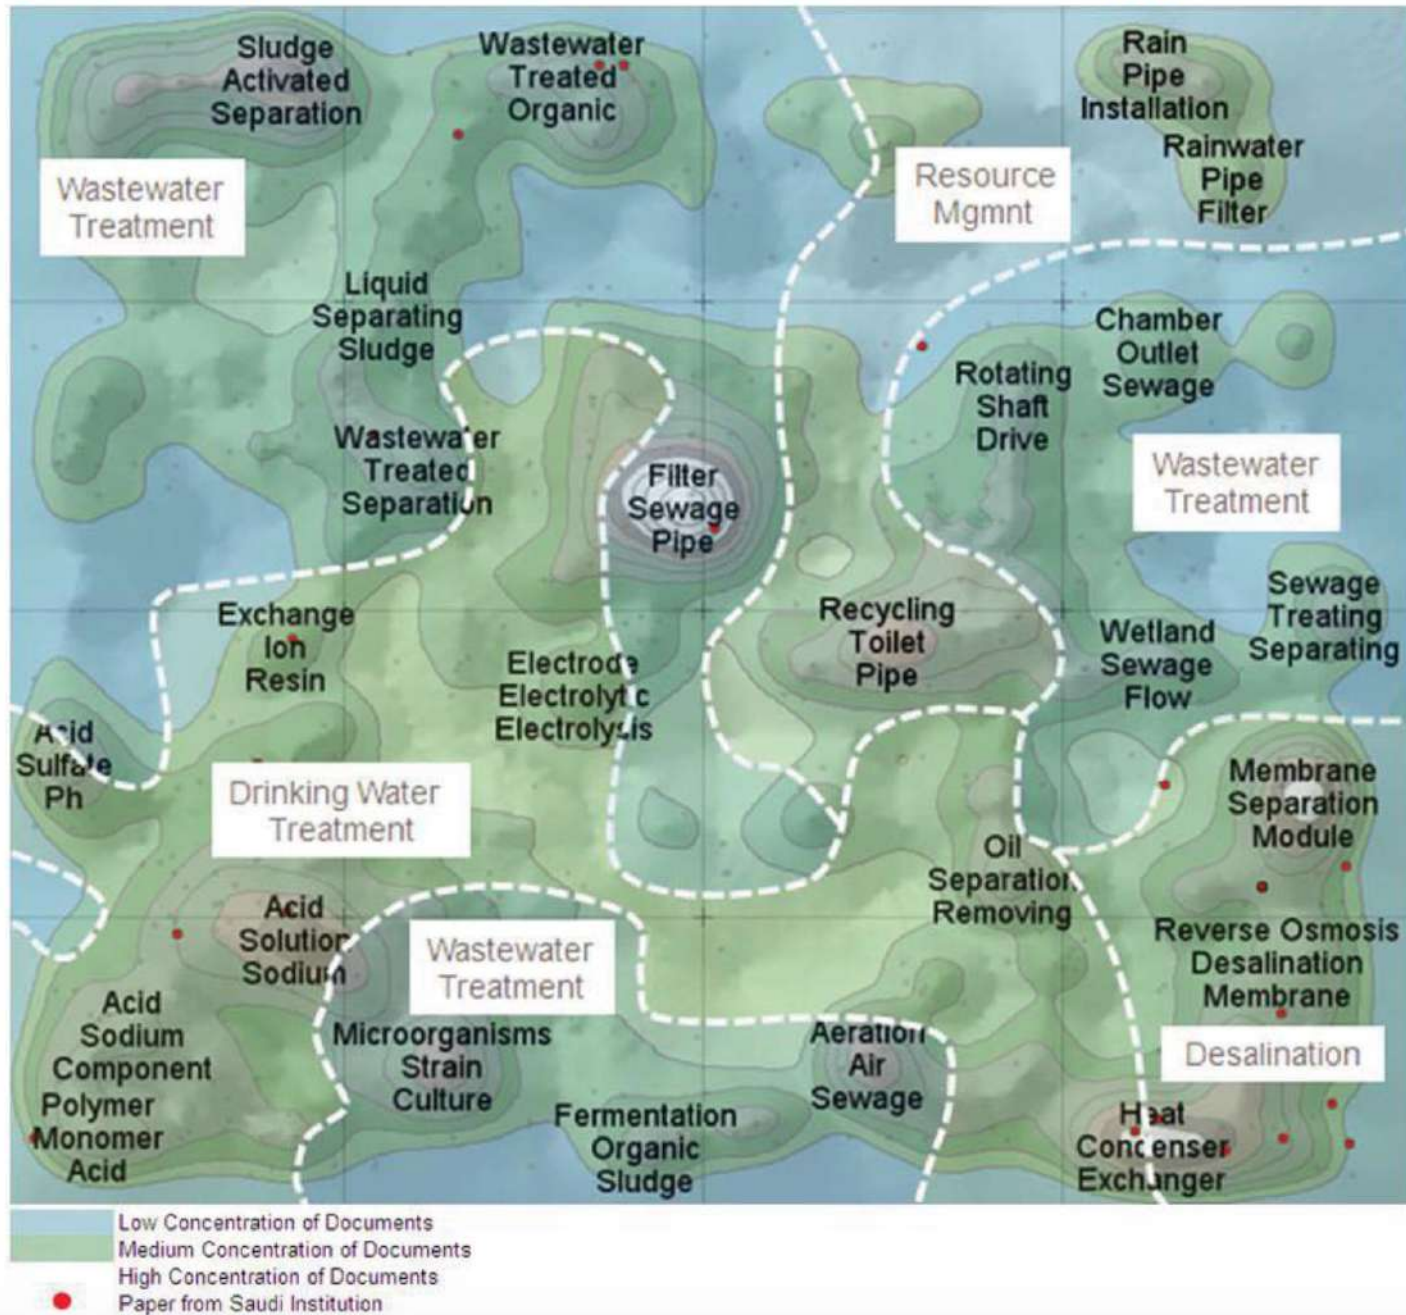 Sludge
Activated
Separation
Wastewater
Treated
Organic
Rain
Pipe
Installation
Rainwater
Pipe
Filter
Wastewater
Treatment
Resource
Mgmnt
Liquid
Separating
Sludge
Chamber
Outlet
Sewage
Rotating
Shaft
Drive
Wastewater
Treated
Separation
Filter
Sewage
Pipe
Wastewater
Treatment
Exchange
Ion
Resin
Electrode
Electrolytic
Electrolysis
Recycling
Toilet
Pipe
Wetland
Sewage
Flow
Sewage
Treating
Separating
Acid
Sulfate
Ph
Drinking Water
Treatment
Membrane
Separation
Module
Oil
Separation
Removing
Acid
Solution
Sodium
Wastewater
Treatment
Reverse Osmosis
Desalination
Membrane
Acid
Sodium
Component
Polymer
Monomer
Acid
Microorganisms
Strain
Culture
Aeration
Air
Sewage
Desalination
Fermentation
Organic
Sludge
Heat
Condenser
Exchanger
Low Concentration of Documents
Medium Concentration of Documents
High Concentration of Documents
Paper from Saudi Institution